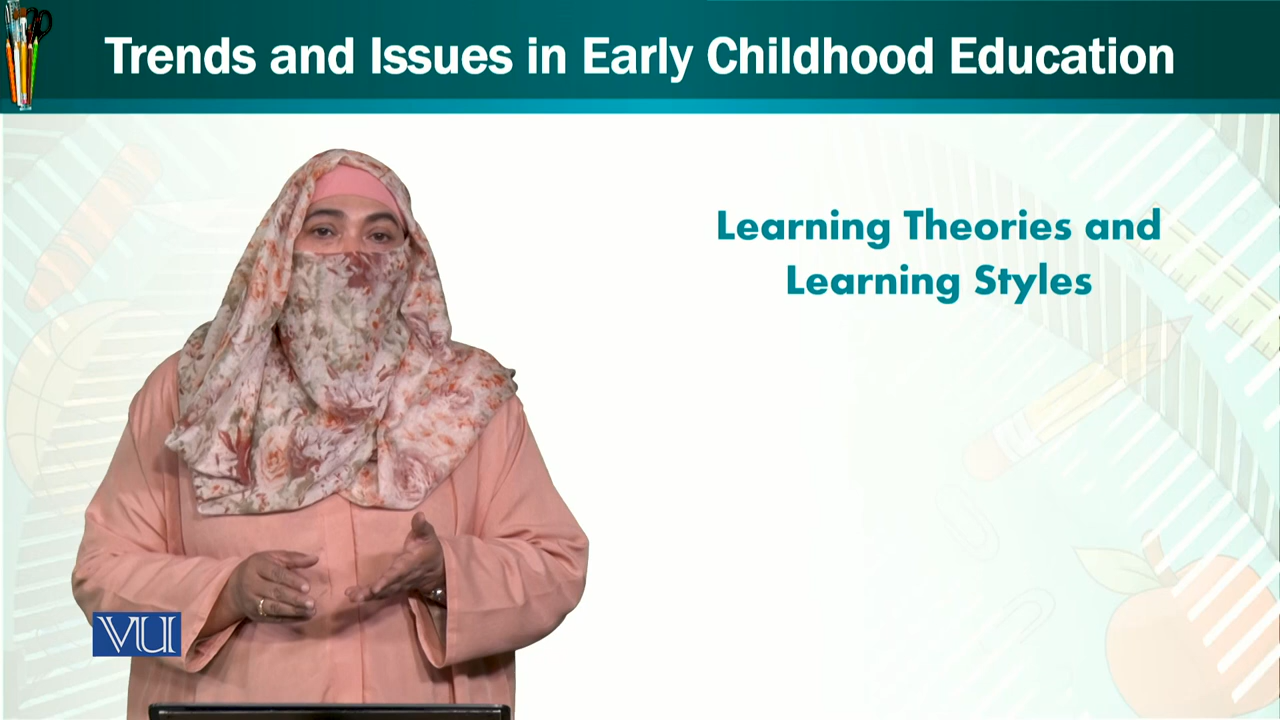 Trends and Issues in Early Childhood Education
Learning Theories and
Learning Styles
VU